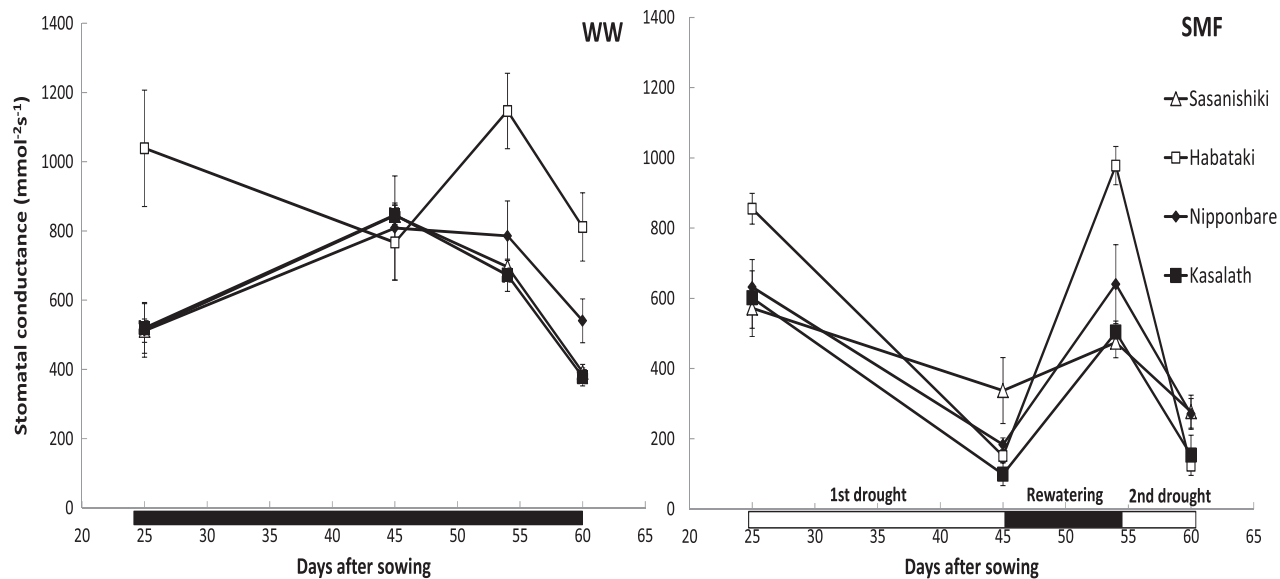 WW
Stomatal conductance (mmol-2s-1)
1400
1200
1000
800
600
400
200
0
20 25 30 35 40 45 50 55 60 65
Days after sowing
SMF
1400
1200
1000
800
600
400
200
0
Sasanishiki
Habataki
Nipponbare
Kasalath
1st drought Rewatering 2nd drought
20 25 30 35 40 45 50 55 60 65
Days after sowing